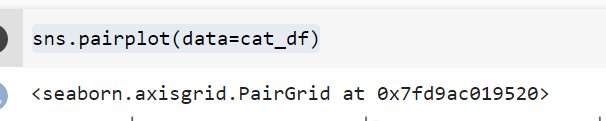 sns.pairplot(data=cat_df)
<seaborn.axisgrid.PairGrid at 0x7fd9ac019520>